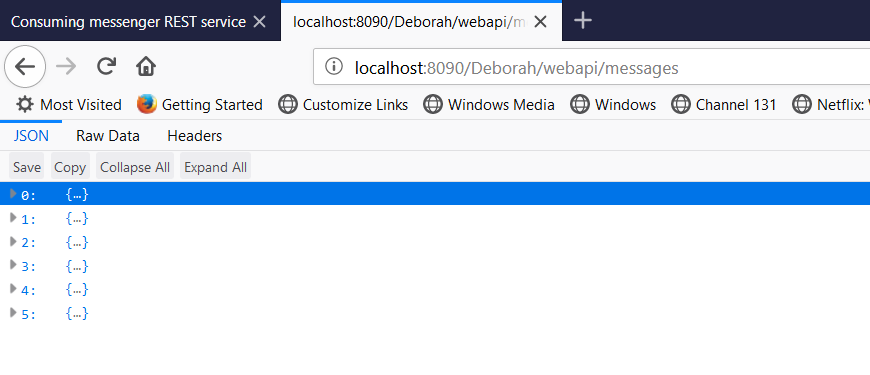 Consuming messenger REST service
localhost:8090/Deborah/webapi/m
localhost:8090/Deborah/webapi/messages
Most Visited Getting Started Customize Links Windows Media Windows Channel 131 Netflix:
JSON Raw Data Headers
Save Copy Collapse All Expand All
0: {…}
1: {…}
2: {…}
3: {…}
4: {…}
5: {…}